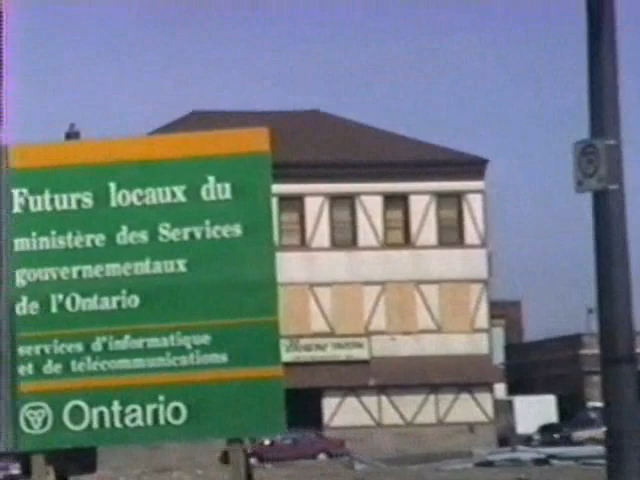 Futurs locaux du
ministère des Services
gouvernementaux
de l'Ontario
services d'informatique
et de télécommunications
Ontario